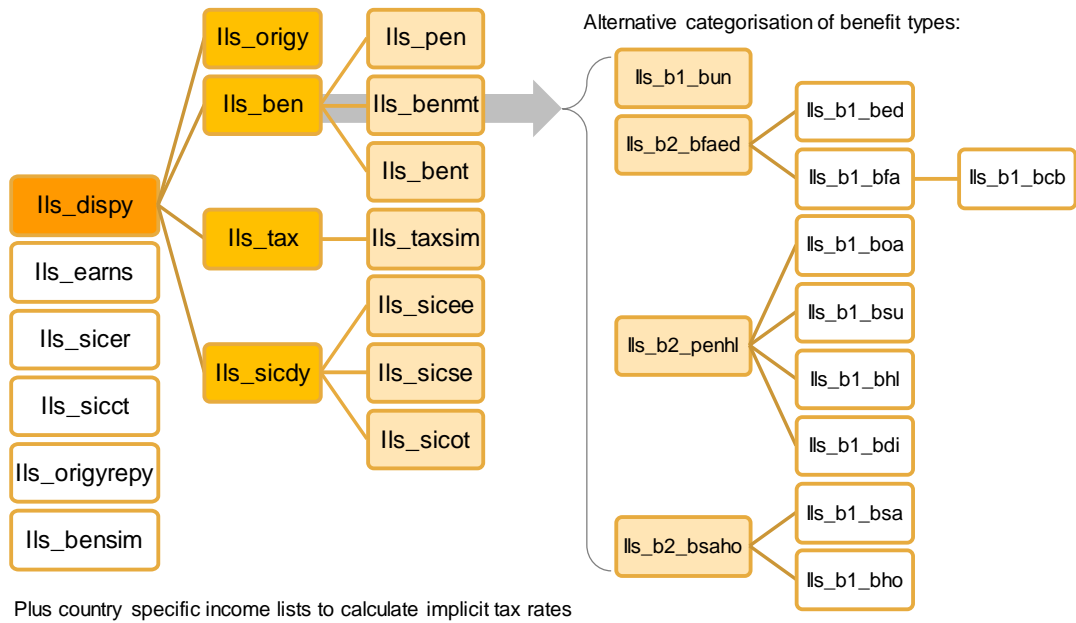 Alternative categorisation of benefit types:
Ils_origy
Ils_ben
Ils_tax
Ils_sicdy
Ils_dispy
Ils_earns
Ils_sicer
Ils_sicct
Ils_origyrepy
Ils_bensim
Ils_pen
Ils_benmt
Ils_bent
Ils_taxsim
Ils_sicee
Ils_sicse
Ils_sicot
Ils_b1_bun
Ils_b2_bfaed
Ils_b2_penhl
Ils_b2_bsaho
Ils_b1_bed
Ils_b1_bfa
Ils_b1_bcb
Ils_b1_boa
Ils_b1_bsu
Ils_b1_bhl
Ils_b1_bdi
Ils_b1_bsa
Ils_b1_bho
Plus country specific income lists to calculate implicit tax rates